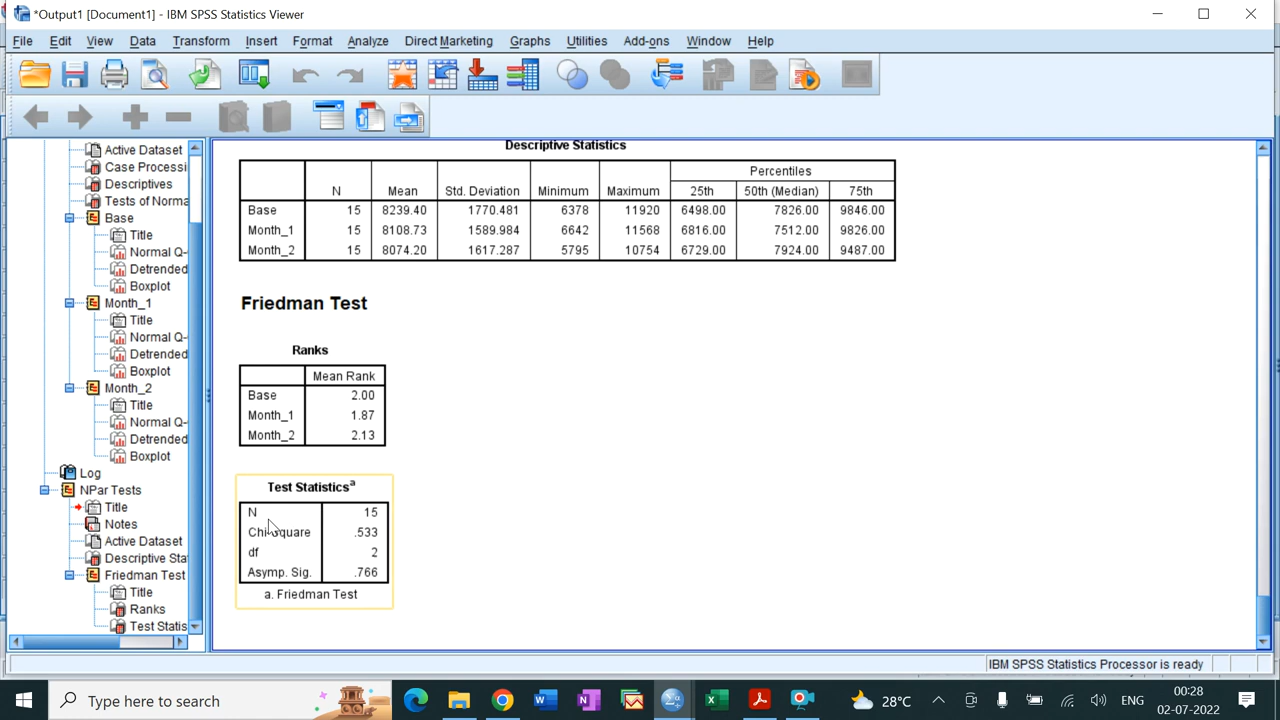 *Output1 [Document1] - IBM SPSS Statistics Viewer
File Edit View Data Transform Insert Format Analyze Direct Marketing Graphs Utilities Add-ons Window Help
Active Dataset
Case Processi
Descriptives
Tests of Norma
Base
Title
Normal Q-
Detrended
Boxplot
Month_1
Title
Normal Q-
Detrended
Boxplot
Month_2
Title
Normal Q-
Detrended
Boxplot
Log
NPar Tests
Title
Notes
Active Dataset
Descriptive Sta
Friedman Test
Title
Ranks
Test Statis
Descriptive Statistics
Percentiles
N Mean Std. Deviation Minimum Maximum 25th 50th (Median) 75th
Base 15 8239.40 1770.481 6378 11920 6498.00 7826.00 9846.00
Month_1 15 8108.73 1589.984 6642 11568 6816.00 7512.00 9826.00
Month_2 15 8074.20 1617.287 5795 10754 6729.00 7924.00 9487.00
Friedman Test
Ranks
Mean Rank
Base 2.00
Month_1 1.87
Month_2 2.13
Test Statisticsa
N 15
Chi-Square .533
df 2
Asymp. Sig. .766
a. Friedman Test
IBM SPSS Statistics Processor is ready
Type here to search
28°C
ENG
00:28
02-07-2022